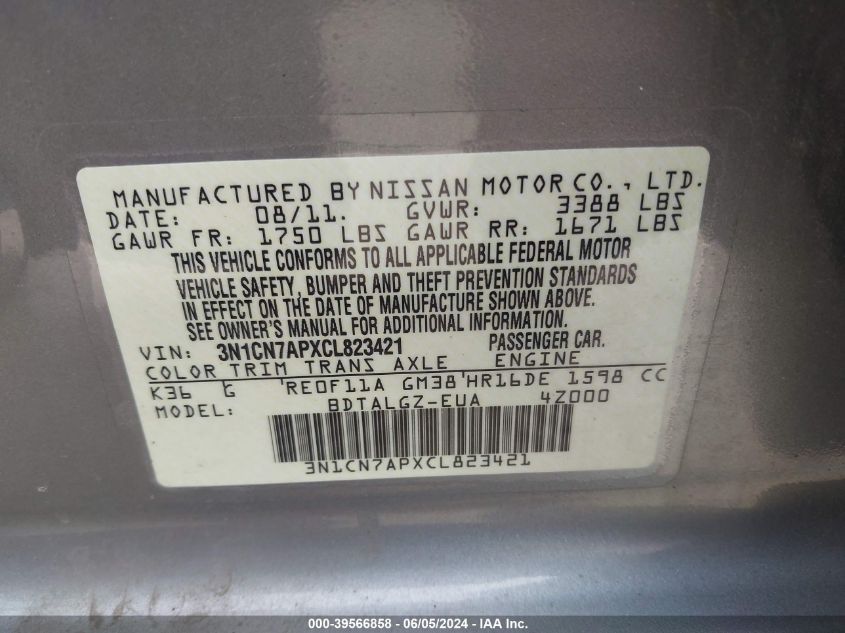 MANUFACTURED BY NISSAN MOTOR CO., LTD.
DATE: 08/11. GVWR: 3388 LBS
GAWR FR: 1750 LBS GAWR RR: 1671 LBS
THIS VEHICLE CONFORMS TO ALL APPLICABLE FEDERAL MOTOR
VEHICLE SAFETY, BUMPER AND THEFT PREVENTION STANDARDS
IN EFFECT ON THE DATE OF MANUFACTURE SHOWN ABOVE.
SEE OWNER'S MANUAL FOR ADDITIONAL INFORMATION.
VIN: 3N1CN7APXCL823421 PASSENGER CAR.
COLOR TRIM TRANS AXLE ENGINE
K36 G RE0F11A GM38 HR16DE 1598 CC
MODEL: BDTALGZ-EUA 4Z000
3N1CN7APXCL823421
000-39566858 - 06/05/2024 - IAA Inc.